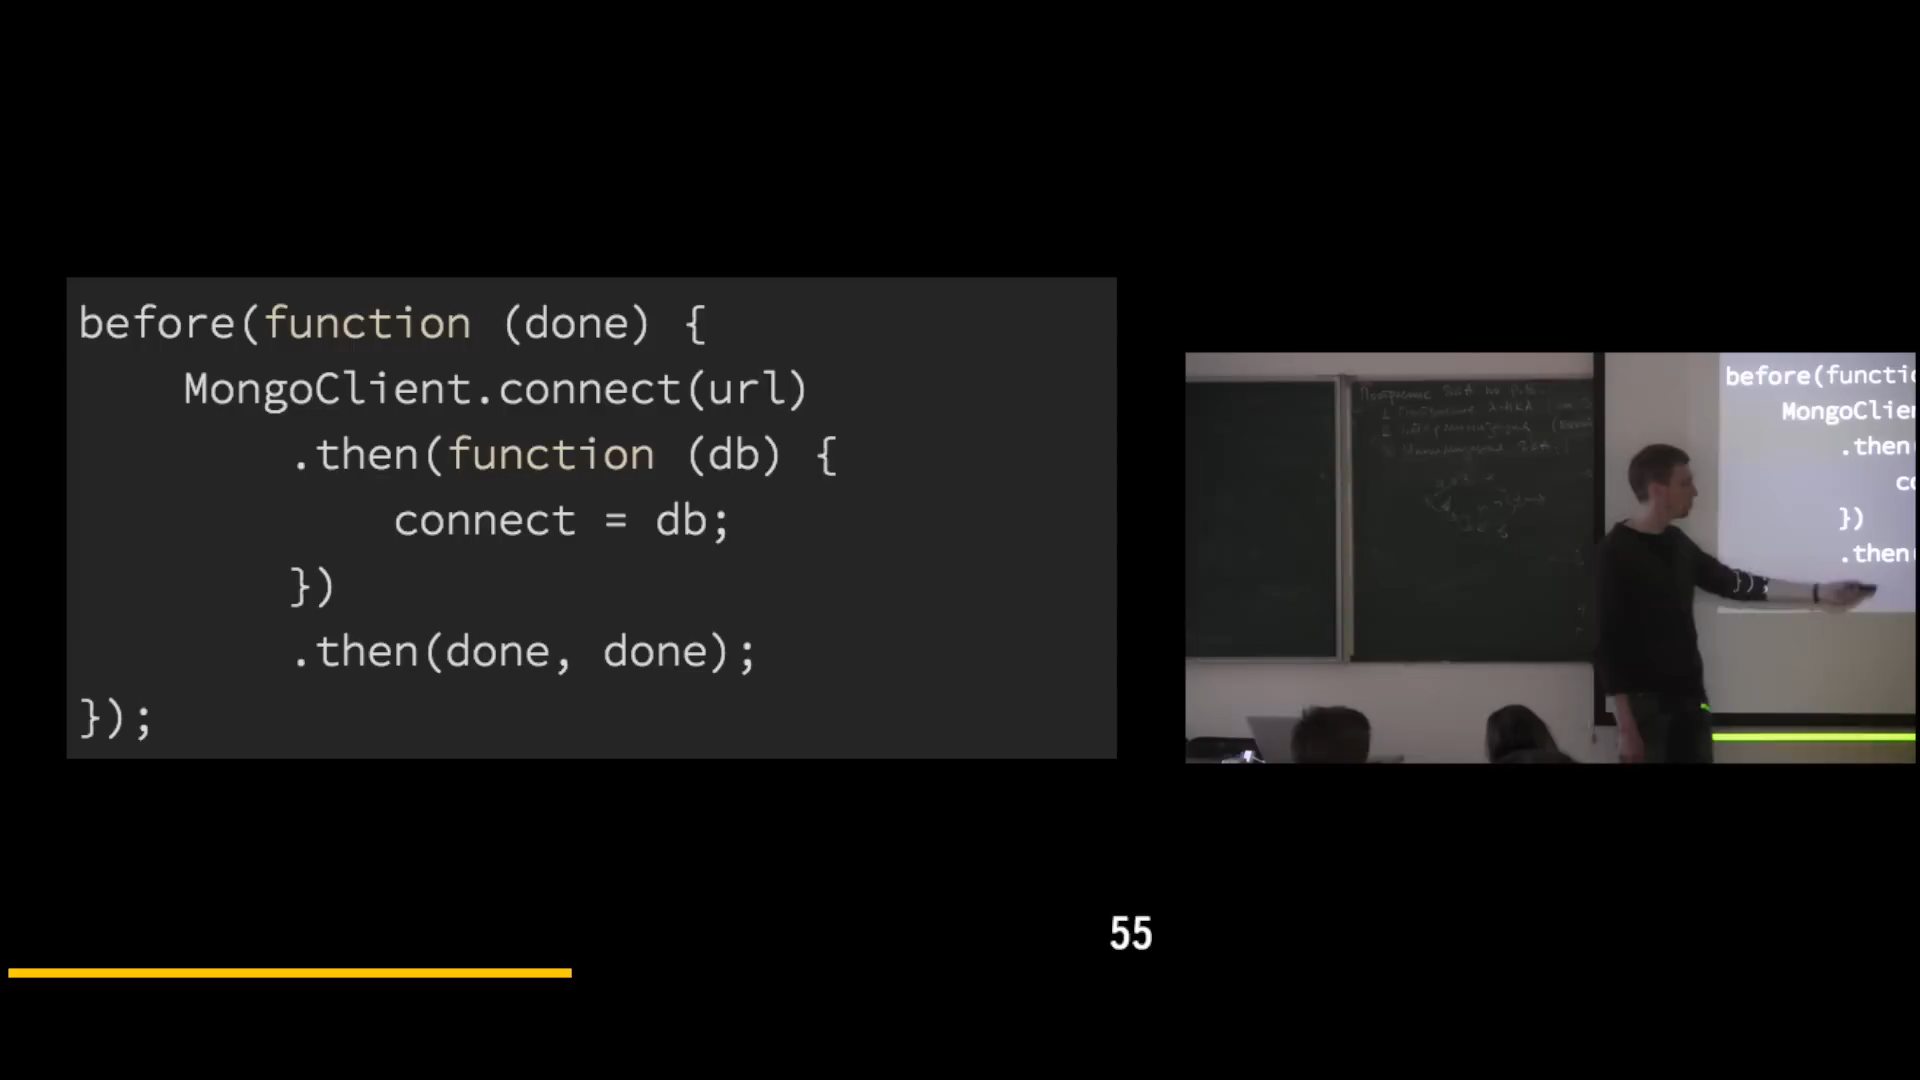 before(function (done) {
MongoClient.connect(url)
.then(function (db) {
connect = db;
})
.then(done, done);
});
before(functi
MongoClie
.then
})
.then
});
55